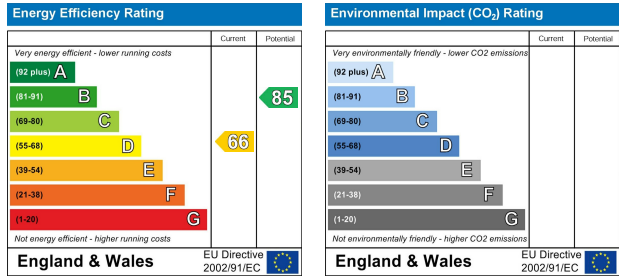 Energy Efficiency Rating
Current Potential
Very energy efficient - lower running costs
(92 plus) A
(81-91) B
85
(69-80) C
(55-68) D
66
(39-54) E
(21-38) F
(1-20) G
Not energy efficient - higher running costs
England & Wales
EU Directive
2002/91/EC
Environmental Impact (CO₂) Rating
Current Potential
Very environmentally friendly - lower CO2 emissions
(92 plus) A
(81-91) B
(69-80) C
(55-68) D
(39-54) E
(21-38) F
(1-20) G
Not environmentally friendly - higher CO2 emissions
England & Wales
EU Directive
2002/91/EC